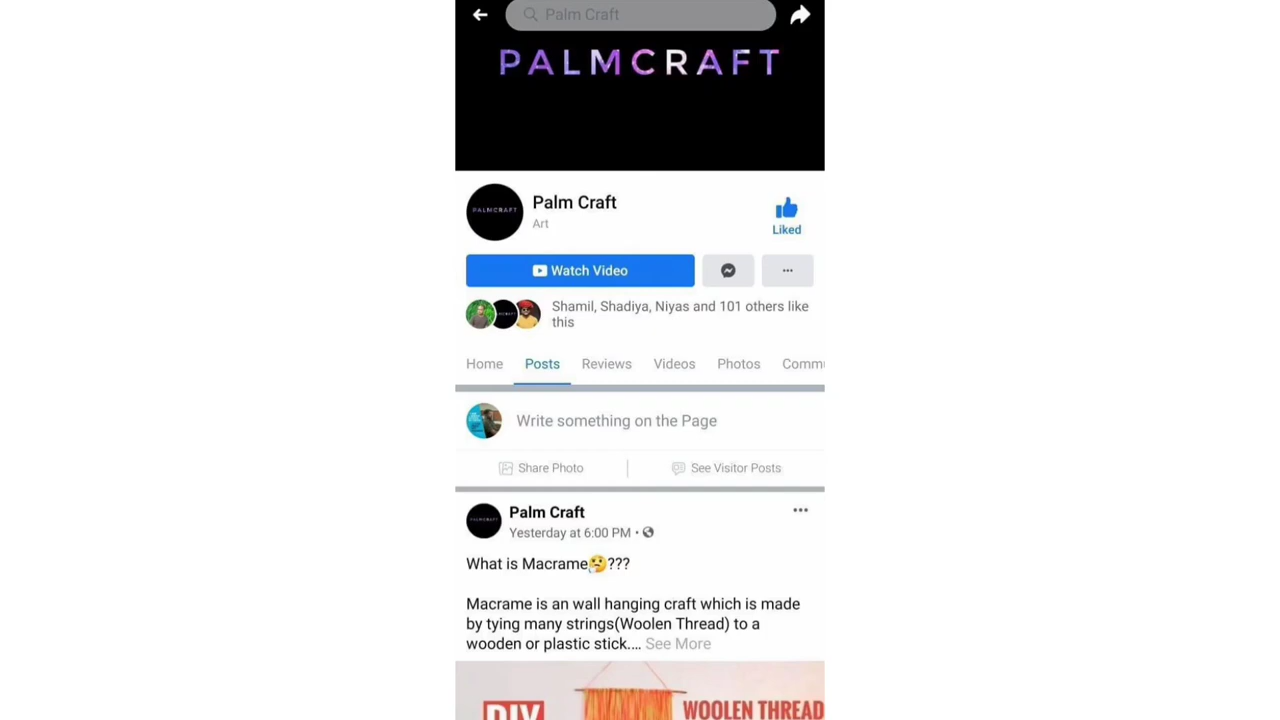 Palm Craft
PALMCRAFT
PALMCRAFT
Palm Craft
Art
Liked
Watch Video
Shamil, Shadiya, Niyas and 101 others like
this
Home Posts Reviews Videos Photos Commu
Write something on the Page
Share Photo See Visitor Posts
PALMCRAFT
Palm Craft
Yesterday at 6:00 PM •
What is Macrame🤔???
Macrame is an wall hanging craft which is made
by tying many strings(Woolen Thread) to a
wooden or plastic stick.... See More
DIY WOOLEN THREAD